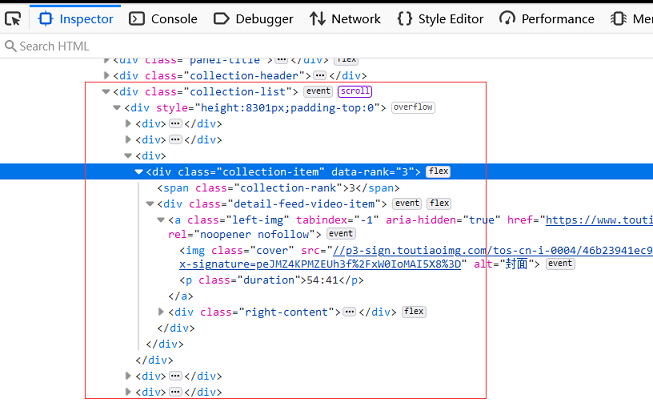 Inspector Console Debugger Network Style Editor Performance
Search HTML
<div class="panel-title"> ··· </div> flex
<div class="collection-header"> ··· </div>
<div class="collection-list"> event scroll
<div style="height:8301px;padding-top:0"> overflow
<div> ··· </div>
<div> ··· </div>
<div>
<div class="collection-item" data-rank="3"> flex
<span class="collection-rank">3</span>
<div class="detail-feed-video-item"> event flex
<a class="left-img" tabindex="-1" aria-hidden="true" href="https://www.touti
rel="noopener nofollow"> event
<img class="cover" src="//p3-sign.toutiaoimg.com/tos-cn-i-0004/46b23941ec9
x-signature=peJMZ4KPMZEUh3f%2FxW0IoMAI5X8%3D" alt="封面"> event
<p class="duration">54:41</p>
</a>
<div class="right-content"> ··· </div> flex
</div>
</div>
</div>
<div> ··· </div>
<div> ··· </div>